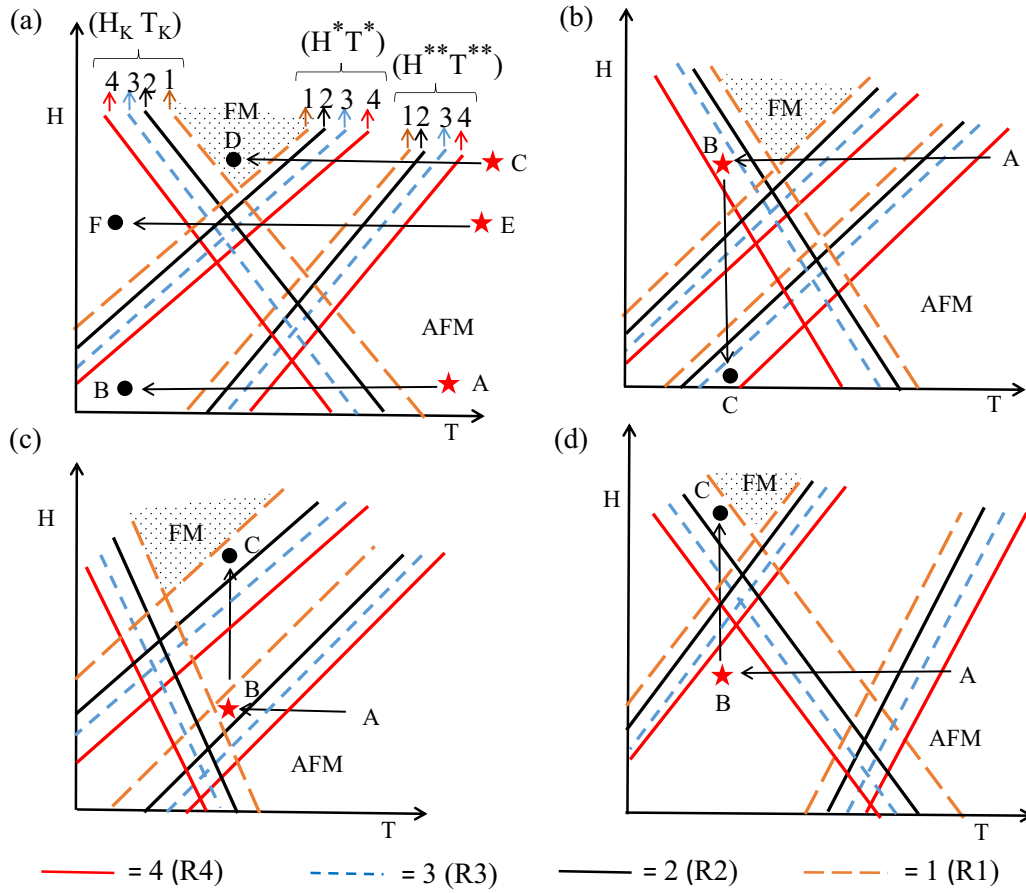 (a)
(H_K T_K)
(H^*T^*)
(H^{**}T^{**})
4 3 2 1
1 2 3 4
1 2 3 4
H
FM
D
C
F
E
AFM
B
A
T
(b)
H
FM
B
A
AFM
C
T
(c)
H
FM
C
B
A
AFM
T
(d)
H
C
FM
A
B
AFM
T
= 4 (R4)
= 3 (R3)
= 2 (R2)
= 1 (R1)